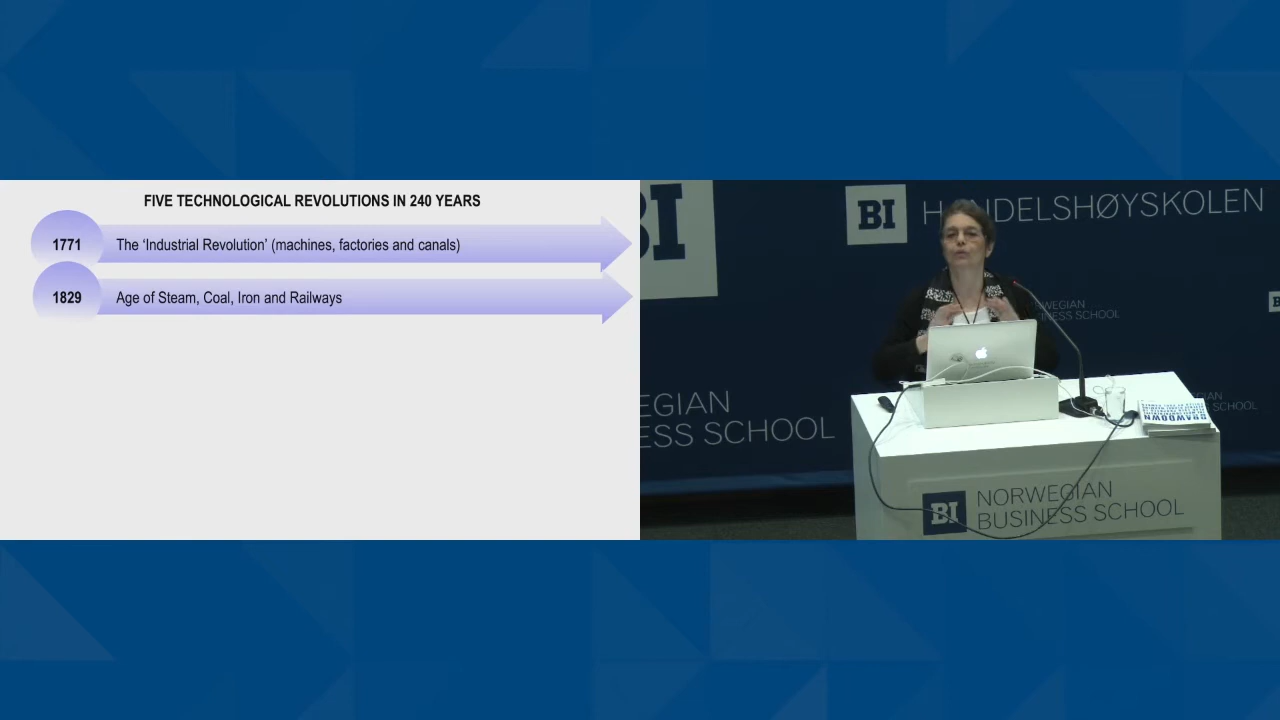 FIVE TECHNOLOGICAL REVOLUTIONS IN 240 YEARS
1771
The ‘Industrial Revolution’ (machines, factories and canals)
1829
Age of Steam, Coal, Iron and Railways
BI
BI
HANDELSHØYSKOLEN
NORWEGIAN
BUSINESS SCHOOL
B
EGIAN
ESS SCHOOL
DRAWDOWN
BI
NORWEGIAN
BUSINESS SCHOOL